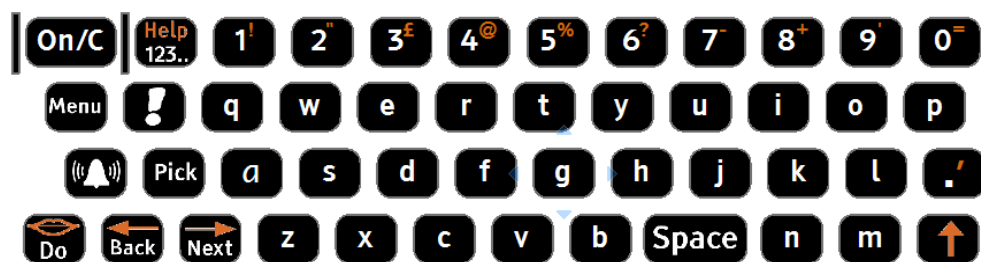 On/C Help 123.. 1! 2" 3£ 4@ 5% 6? 7- 8+ 9' 0=
Menu ! q w e r t y u i o p
Pick a s d f g h j k l .'
Do Back Next z x c v b Space n m